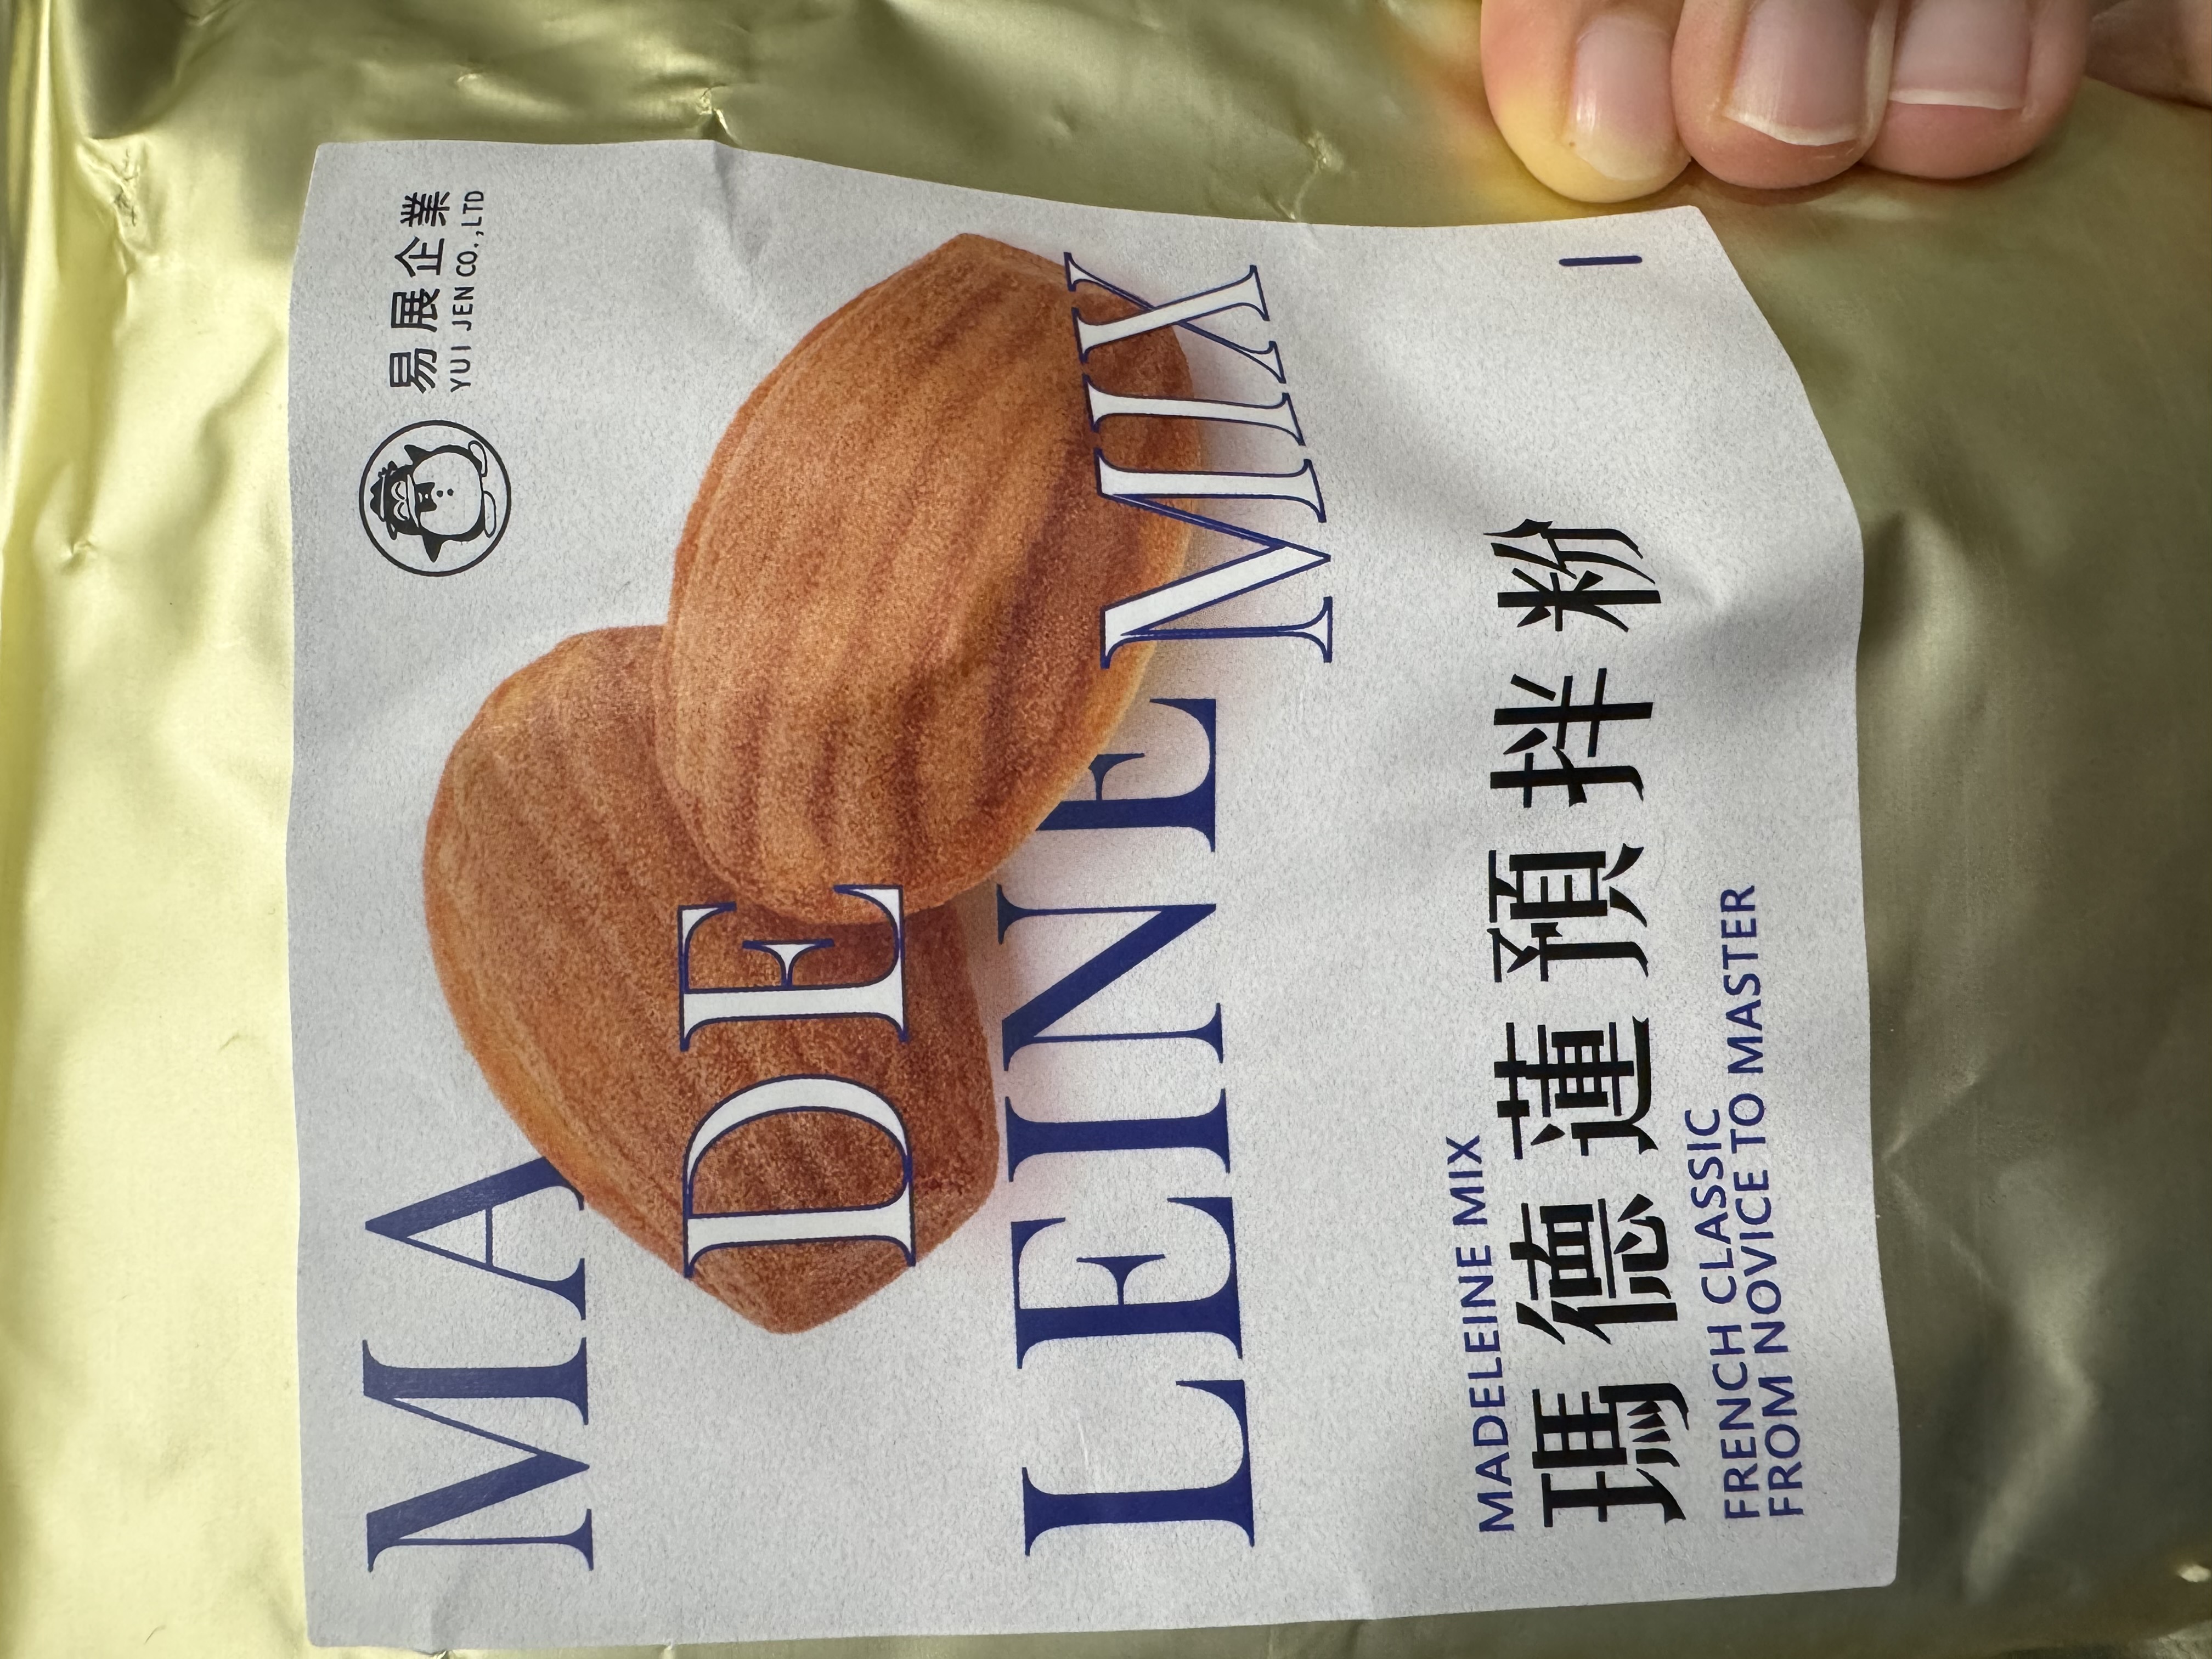 易展企業
YUI JEN CO.,LTD
MA
DE
LEINE MIX
MADELEINE MIX
瑪德蓮預拌粉
FRENCH CLASSIC
FROM NOVICE TO MASTER